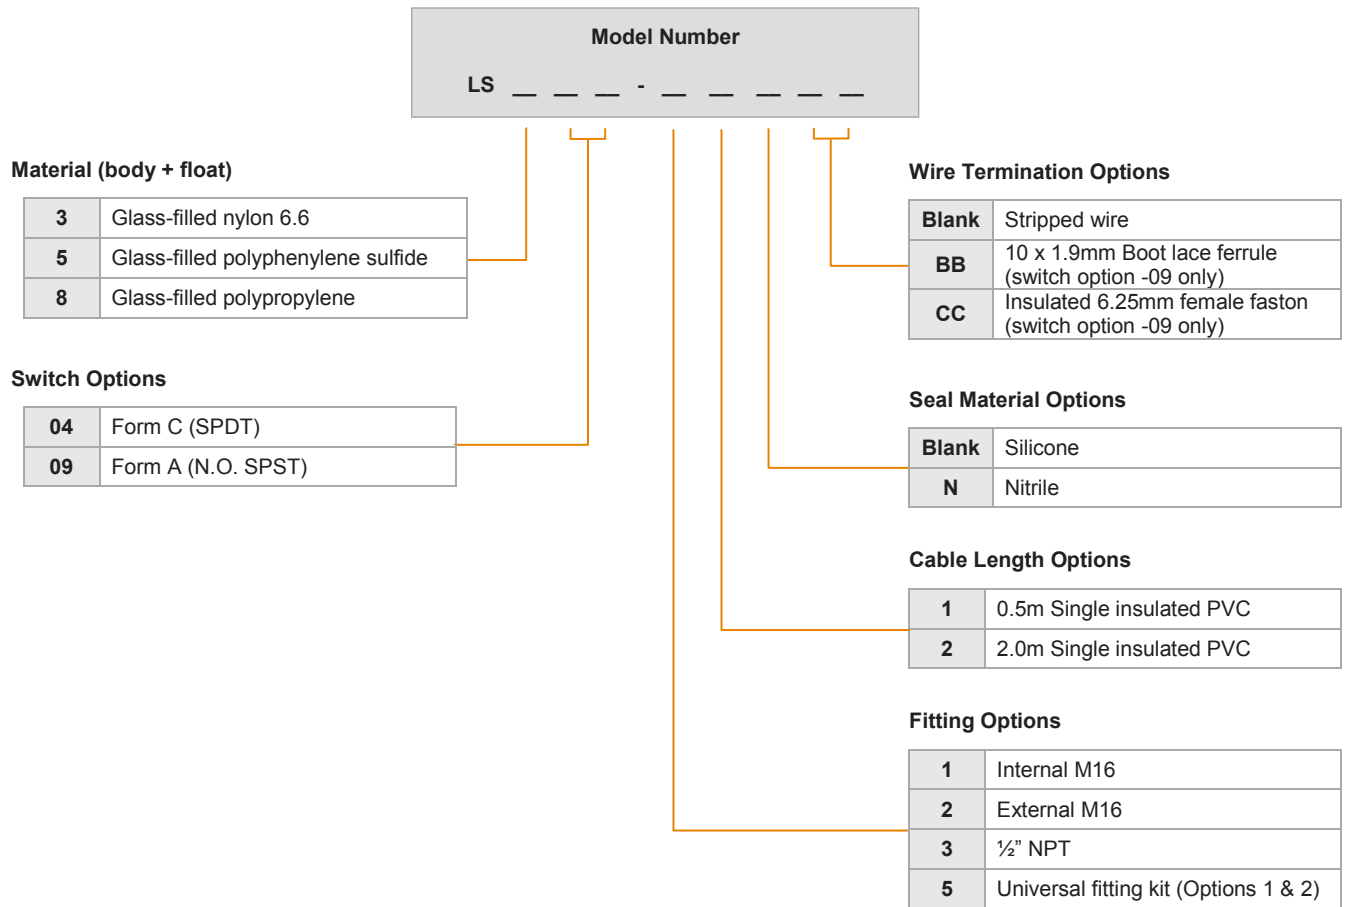 Model Number
LS __ __ __ - __ __ __ __ __
Material (body + float)
3 Glass-filled nylon 6.6
5 Glass-filled polyphenylene sulfide
8 Glass-filled polypropylene
Switch Options
04 Form C (SPDT)
09 Form A (N.O. SPST)
Wire Termination Options
Blank Stripped wire
BB 10 x 1.9mm Boot lace ferrule
(switch option -09 only)
CC Insulated 6.25mm female faston
(switch option -09 only)
Seal Material Options
Blank Silicone
N Nitrile
Cable Length Options
1 0.5m Single insulated PVC
2 2.0m Single insulated PVC
Fitting Options
1 Internal M16
2 External M16
3 ½” NPT
5 Universal fitting kit (Options 1 & 2)